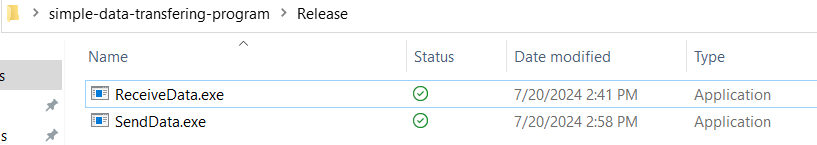 simple-data-transfering-program > Release
Name Status Date modified Type
ReceiveData.exe 7/20/2024 2:41 PM Application
SendData.exe 7/20/2024 2:58 PM Application